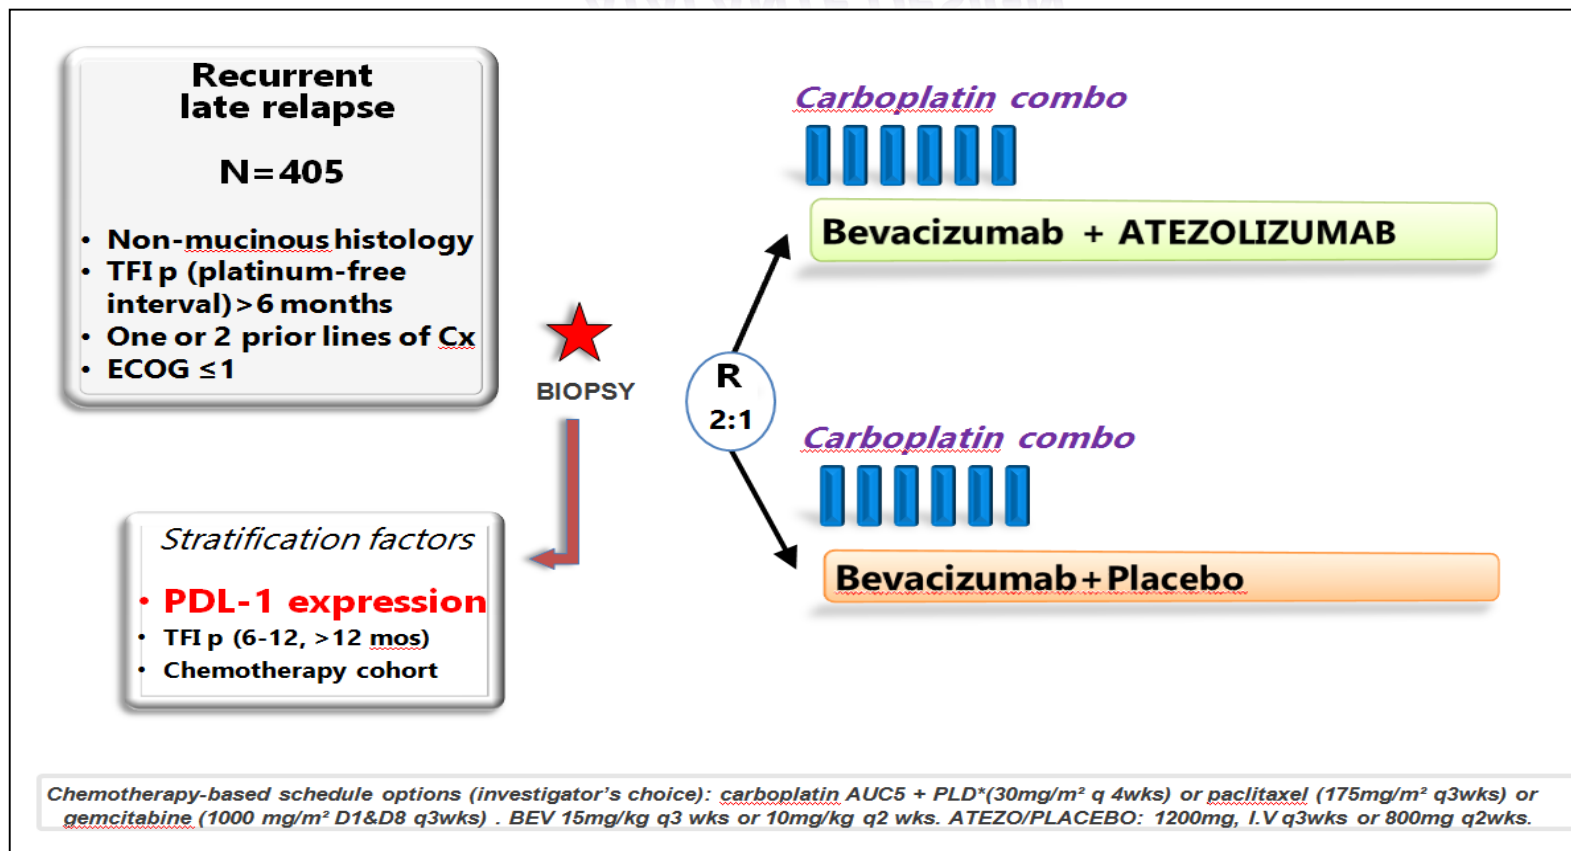 Recurrent
late relapse
N=405
• Non-mucinous histology
• TFI p (platinum-free
interval)>6 months
• One or 2 prior lines of Cx
• ECOG ≤1
BIOPSY
Stratification factors
• PDL-1 expression
• TFI p (6-12, >12 mos)
• Chemotherapy cohort
R
2:1
Carboplatin combo
Bevacizumab + ATEZOLIZUMAB
Carboplatin combo
Bevacizumab+Placebo
Chemotherapy-based schedule options (investigator's choice): carboplatin AUC5 + PLD*(30mg/m² q 4wks) or paclitaxel (175mg/m² q3wks) or
gemcitabine (1000 mg/m² D1&D8 q3wks) . BEV 15mg/kg q3 wks or 10mg/kg q2 wks. ATEZO/PLACEBO: 1200mg, I.V q3wks or 800mg q2wks.